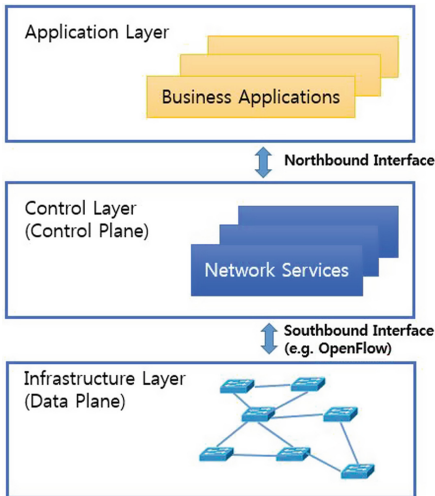 Application Layer
Business Applications
Northbound Interface
Control Layer
(Control Plane)
Network Services
Southbound Interface
(e.g. OpenFlow)
Infrastructure Layer
(Data Plane)